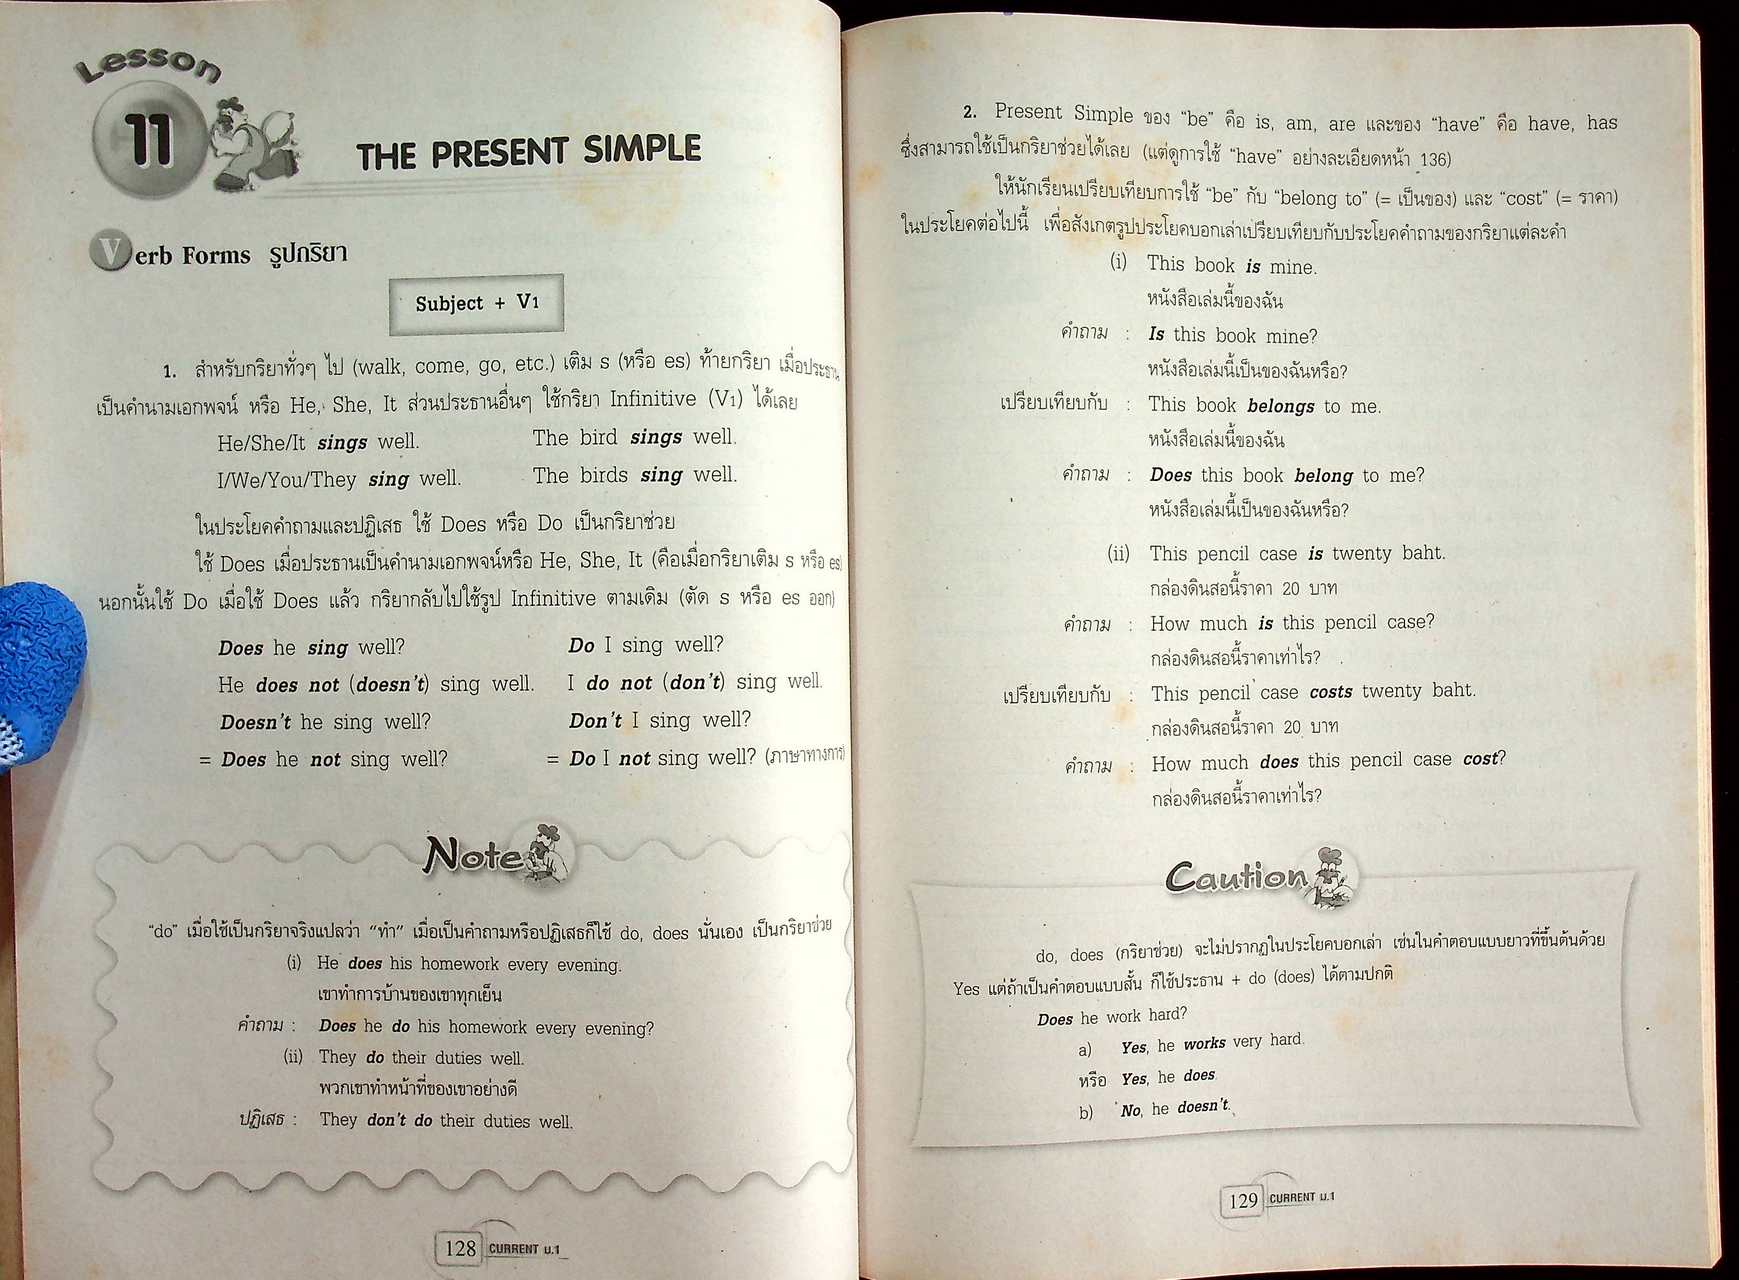 Lesson
11
THE PRESENT SIMPLE
Verb Forms รูปกริยา
Subject + V1
1. สำหรับกริยาทั่วๆ ไป (walk, come, go, etc.) เติม s (หรือ es) ท้ายกริยา เมื่อประธาน
เป็นคำนามเอกพจน์ หรือ He, She, It ส่วนประธานอื่นๆ ใช้กริยา Infinitive (V1) ได้เลย
He/She/It sings well. The bird sings well.
I/We/You/They sing well. The birds sing well.
ในประโยคคำถามและปฏิเสธ ใช้ Does หรือ Do เป็นกริยาช่วย
ใช้ Does เมื่อประธานเป็นคำนามเอกพจน์หรือ He, She, It (คือเมื่อกริยาเติม s หรือ es)
นอกนั้นใช้ Do เมื่อใช้ Does แล้ว กริยากลับไปใช้รูป Infinitive ตามเดิม (ตัด s หรือ es ออก)
Does he sing well? Do I sing well?
He does not (doesn't) sing well. I do not (don't) sing well.
Doesn't he sing well? Don't I sing well?
= Does he not sing well? = Do I not sing well? (ภาษาทางการ)
Note
"do" เมื่อใช้เป็นกริยาจริงแปลว่า "ทำ" เมื่อเป็นคำถามหรือปฏิเสธก็ใช้ do, does นั่นเอง เป็นกริยาช่วย
(i) He does his homework every evening.
เขาทำการบ้านของเขาทุกเย็น
คำถาม : Does he do his homework every evening?
(ii) They do their duties well.
พวกเขาทำหน้าที่ของเขาอย่างดี
ปฏิเสธ : They don't do their duties well.
128 CURRENT ม.1
2. Present Simple ของ "be" คือ is, am, are และของ "have" คือ have, has
ซึ่งสามารถใช้เป็นกริยาช่วยได้เลย (แต่ดูการใช้ "have" อย่างละเอียดหน้า 136)
ให้นักเรียนเปรียบเทียบการใช้ "be" กับ "belong to" (= เป็นของ) และ "cost" (= ราคา)
ในประโยคต่อไปนี้ เพื่อสังเกตรูปประโยคบอกเล่าเปรียบเทียบกับประโยคคำถามของกริยาแต่ละคำ
(i) This book is mine.
หนังสือเล่มนี้ของฉัน
คำถาม : Is this book mine?
หนังสือเล่มนี้เป็นของฉันหรือ?
เปรียบเทียบกับ : This book belongs to me.
หนังสือเล่มนี้ของฉัน
คำถาม : Does this book belong to me?
หนังสือเล่มนี้เป็นของฉันหรือ?
(ii) This pencil case is twenty baht.
กล่องดินสอนี้ราคา 20 บาท
คำถาม : How much is this pencil case?
กล่องดินสอนี้ราคาเท่าไร?
เปรียบเทียบกับ : This pencil case costs twenty baht.
กล่องดินสอนี้ราคา 20 บาท
คำถาม : How much does this pencil case cost?
กล่องดินสอนี้ราคาเท่าไร?
Caution
do, does (กริยาช่วย) จะไม่ปรากฏในประโยคบอกเล่า เช่นในคำตอบแบบยาวที่ขึ้นต้นด้วย
Yes แต่ถ้าเป็นคำตอบแบบสั้น ก็ใช้ประธาน + do (does) ได้ตามปกติ
Does he work hard?
a) Yes, he works very hard.
หรือ Yes, he does.
b) No, he doesn't.
129 CURRENT ม.1